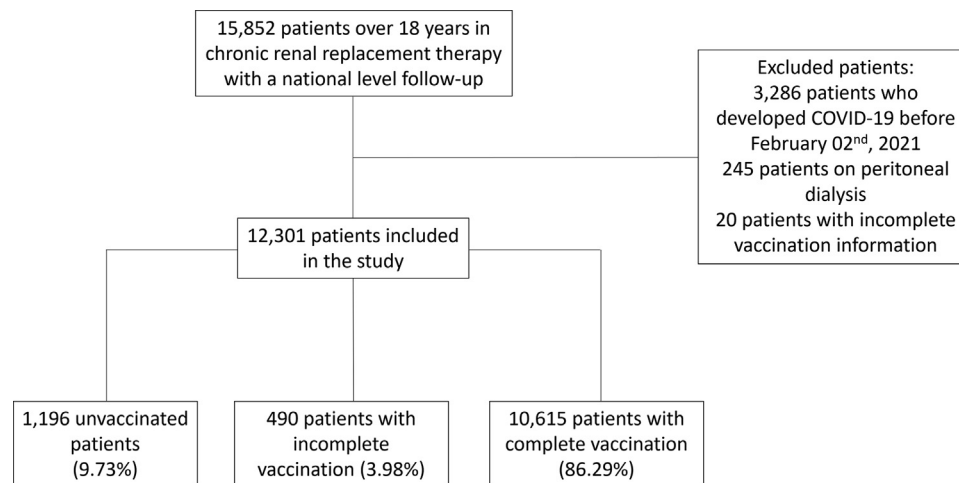 15,852 patients over 18 years in
chronic renal replacement therapy
with a national level follow-up
Excluded patients:
3,286 patients who
developed COVID-19 before
February 02nd, 2021
245 patients on peritoneal
dialysis
20 patients with incomplete
vaccination information
12,301 patients included
in the study
1,196 unvaccinated
patients
(9.73%)
490 patients with
incomplete
vaccination (3.98%)
10,615 patients with
complete vaccination
(86.29%)